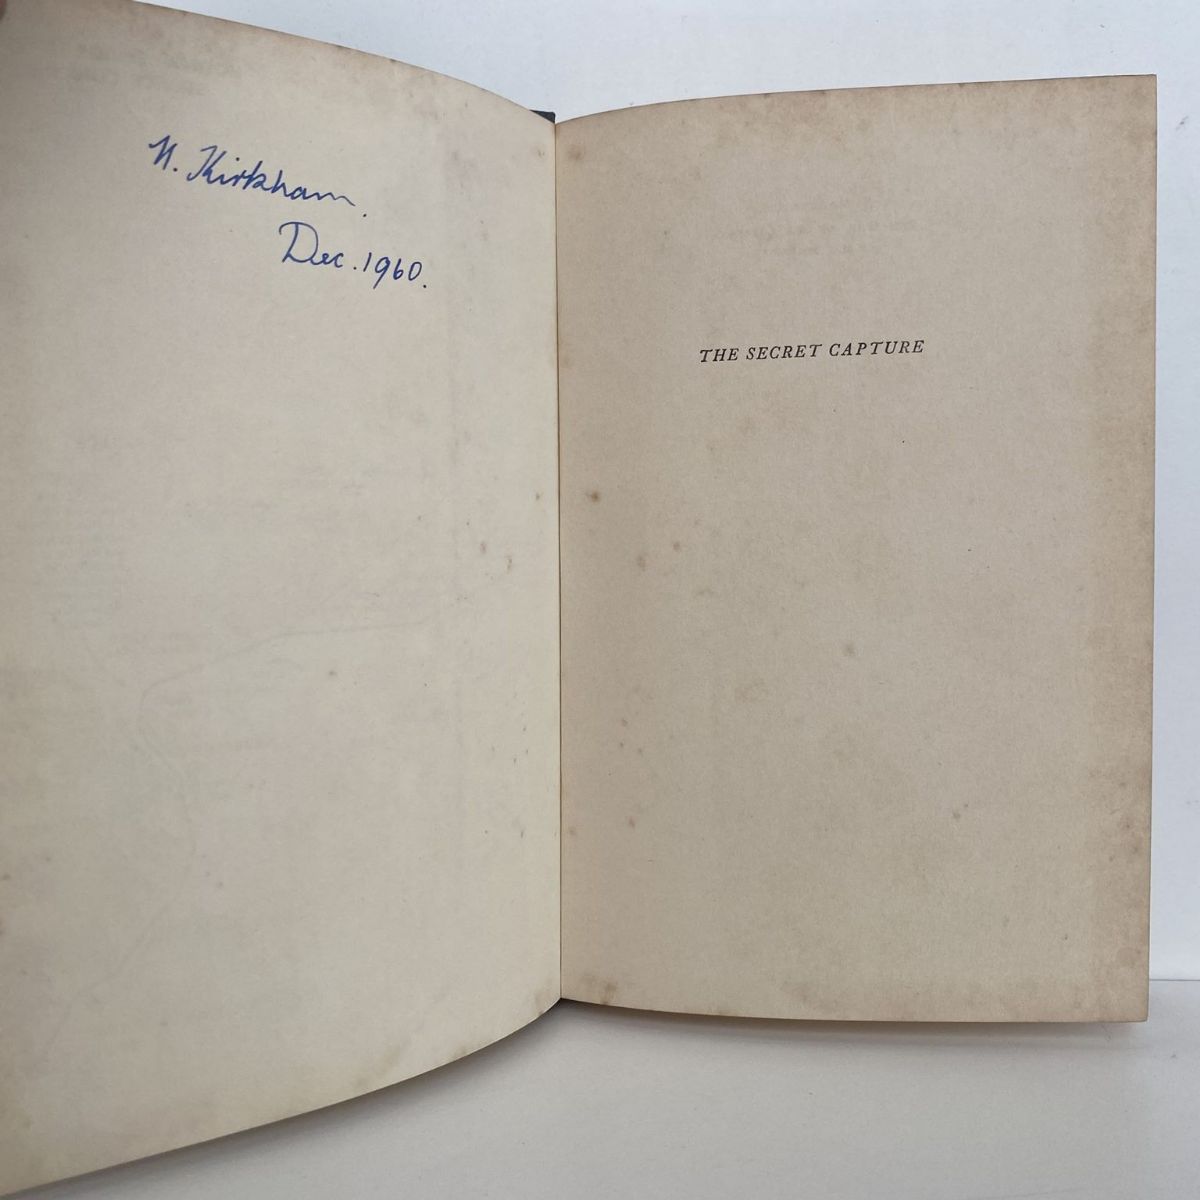 N. Kirkham.
Dec. 1960.
THE SECRET CAPTURE